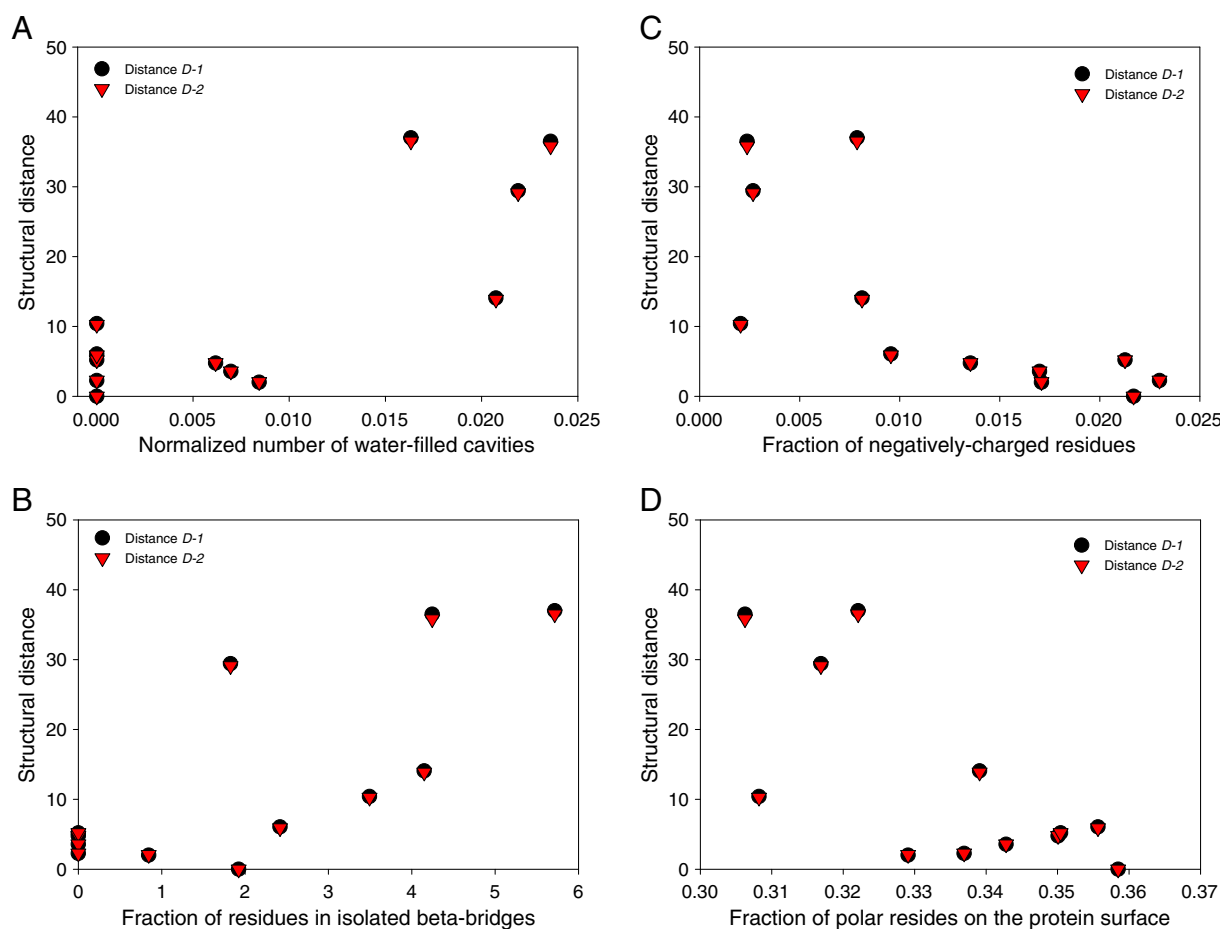 A
50
40
30
20
10
0
Structural distance
Distance D-1
Distance D-2
0.000 0.005 0.010 0.015 0.020 0.025
Normalized number of water-filled cavities
C
50
40
30
20
10
0
Structural distance
Distance D-1
Distance D-2
0.000 0.005 0.010 0.015 0.020 0.025
Fraction of negatively-charged residues
B
50
40
30
20
10
0
Structural distance
Distance D-1
Distance D-2
0 1 2 3 4 5 6
Fraction of residues in isolated beta-bridges
D
50
40
30
20
10
0
Structural distance
Distance D-1
Distance D-2
0.30 0.31 0.32 0.33 0.34 0.35 0.36 0.37
Fraction of polar resides on the protein surface